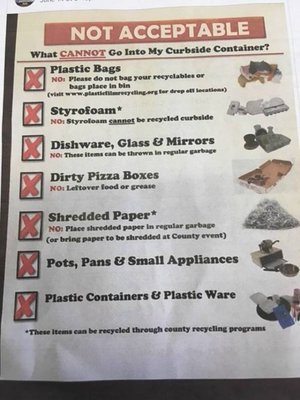 NOT ACCEPTABLE
What CANNOT Go Into My Curbside Container?
Plastic Bags
NO: Please do not bag your recyclables or
bags place in bin
(visit www.plasticfilmrecycling.org for drop off locations)
Styrofoam*
NO: Styrofoam cannot be recycled curbside
Dishware, Glass & Mirrors
NO: These items can be thrown in regular garbage
Dirty Pizza Boxes
NO: Leftover food or grease
Shredded Paper*
NO: Place shredded paper in regular garbage
(or bring paper to be shredded at County event)
Pots, Pans & Small Appliances
Plastic Containers & Plastic Ware
*These items can be recycled through county recycling programs